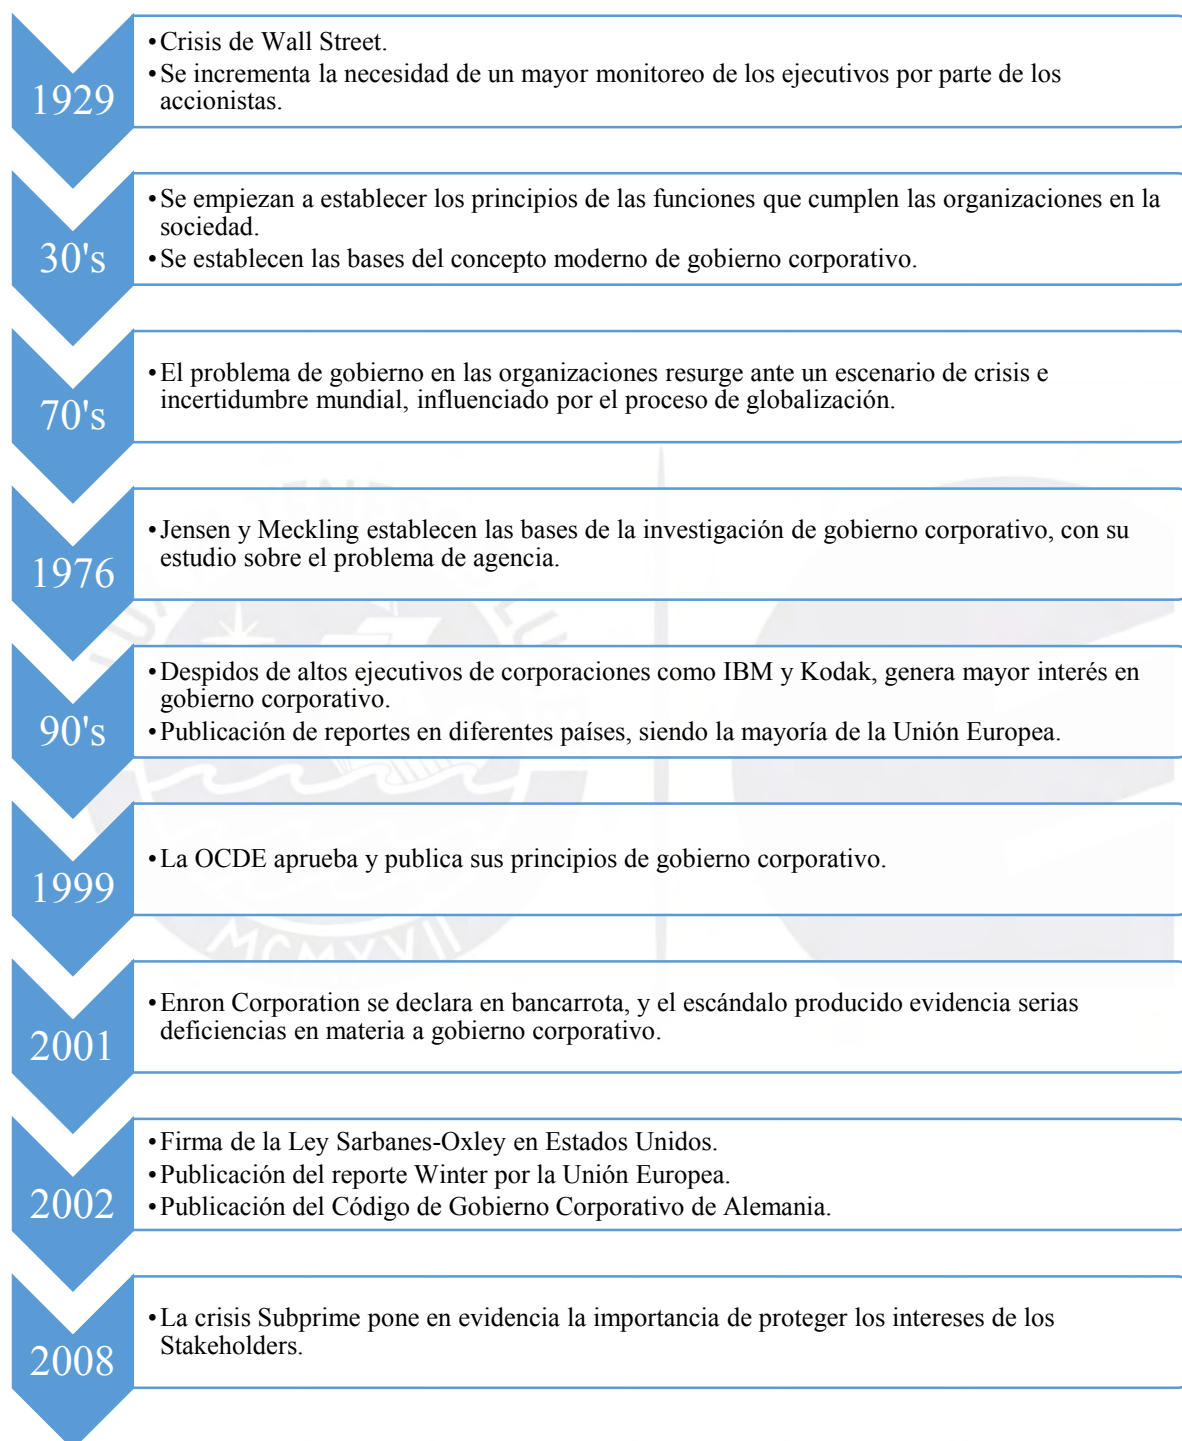 1929
•Crisis de Wall Street.
•Se incrementa la necesidad de un mayor monitoreo de los ejecutivos por parte de los
accionistas.
30's
•Se empiezan a establecer los principios de las funciones que cumplen las organizaciones en la
sociedad.
•Se establecen las bases del concepto moderno de gobierno corporativo.
70's
•El problema de gobierno en las organizaciones resurge ante un escenario de crisis e
incertidumbre mundial, influenciado por el proceso de globalización.
1976
•Jensen y Meckling establecen las bases de la investigación de gobierno corporativo, con su
estudio sobre el problema de agencia.
90's
•Despidos de altos ejecutivos de corporaciones como IBM y Kodak, genera mayor interés en
gobierno corporativo.
•Publicación de reportes en diferentes países, siendo la mayoría de la Unión Europea.
1999
•La OCDE aprueba y publica sus principios de gobierno corporativo.
2001
•Enron Corporation se declara en bancarrota, y el escándalo producido evidencia serias
deficiencias en materia a gobierno corporativo.
2002
•Firma de la Ley Sarbanes-Oxley en Estados Unidos.
•Publicación del reporte Winter por la Unión Europea.
•Publicación del Código de Gobierno Corporativo de Alemania.
2008
•La crisis Subprime pone en evidencia la importancia de proteger los intereses de los
Stakeholders.
MCMXVII